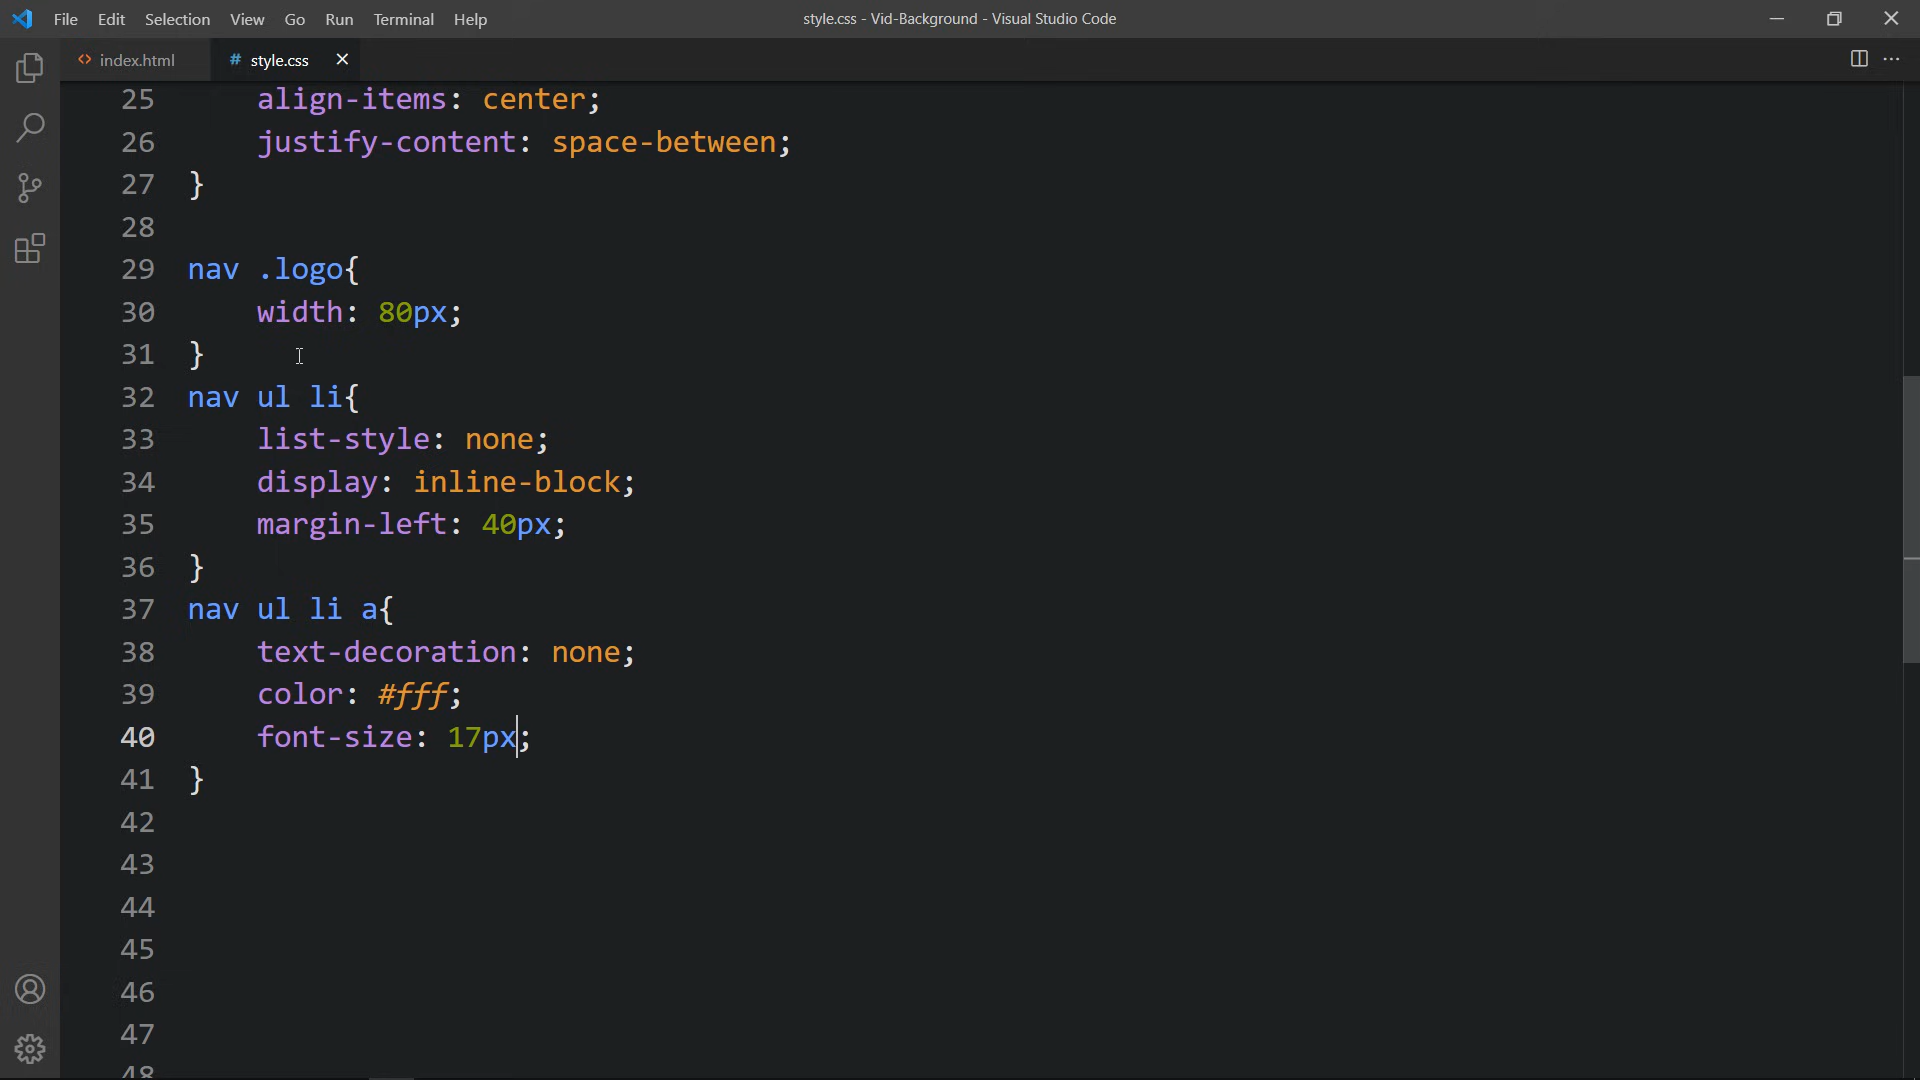 File Edit Selection View Go Run Terminal Help
style.css - Vid-Background - Visual Studio Code
index.html
# style.css
25 align-items: center;
26 justify-content: space-between;
27 }
28
29 nav .logo{
30 width: 80px;
31 }
32 nav ul li{
33 list-style: none;
34 display: inline-block;
35 margin-left: 40px;
36 }
37 nav ul li a{
38 text-decoration: none;
39 color: #fff;
40 font-size: 17px;
41 }
42
43
44
45
46
47
48